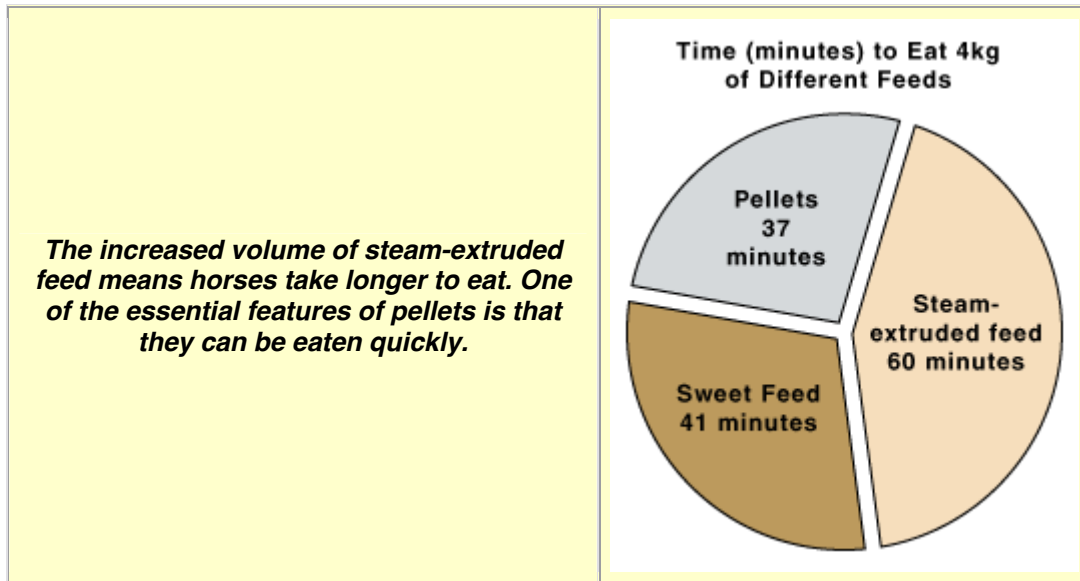 The increased volume of steam-extruded
feed means horses take longer to eat. One
of the essential features of pellets is that
they can be eaten quickly.
Time (minutes) to Eat 4kg
of Different Feeds
Pellets
37
minutes
Steam-
extruded feed
60 minutes
Sweet Feed
41 minutes